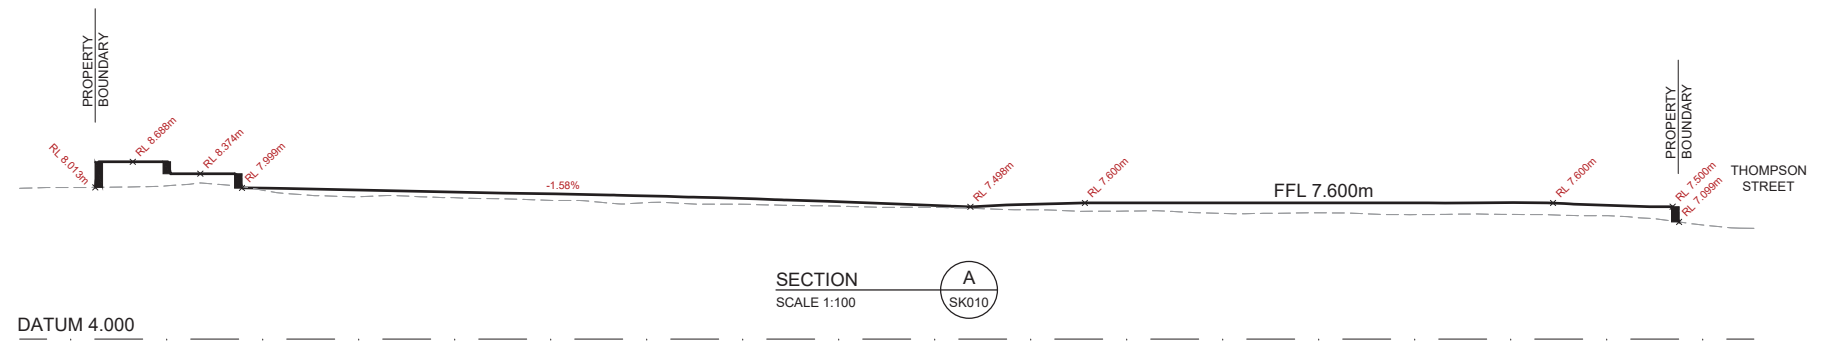 PROPERTY
BOUNDARY
RL 8.013m
RL 8.688m
RL 8.374m
RL 7.999m
-1.58%
RL 7.498m
RL 7.600m
FFL 7.600m
RL 7.600m
PROPERTY
BOUNDARY
RL 7.500m
RL 7.099m
THOMPSON
STREET
SECTION
SCALE 1:100
A
SK010
DATUM 4.000